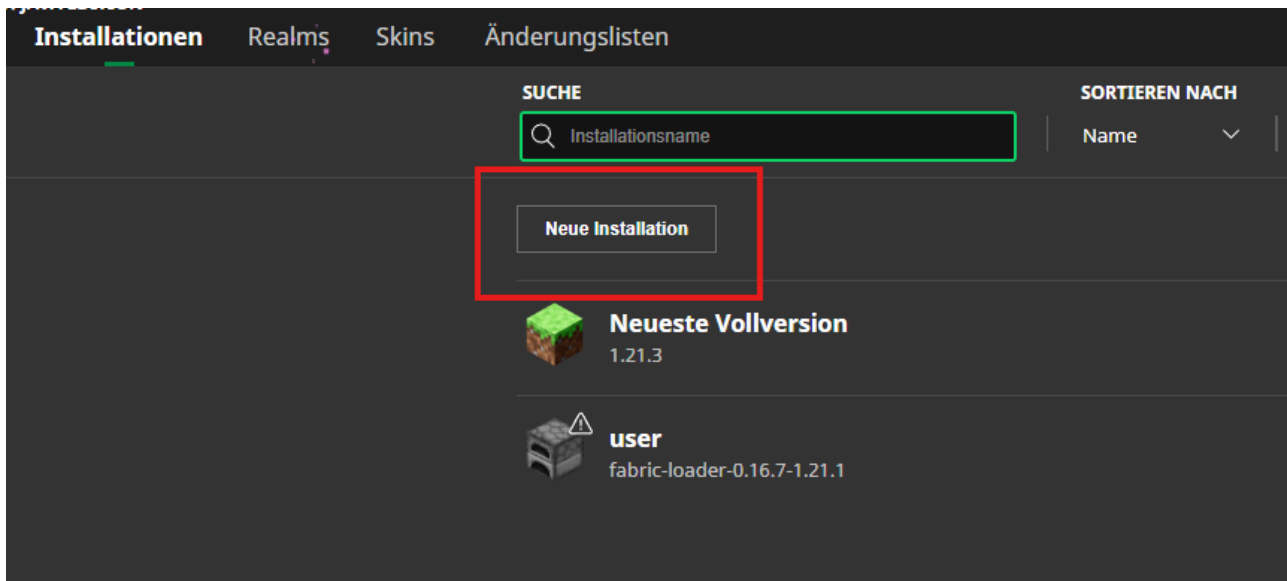 Installationen Realms Skins Änderungslisten
SUCHE SORTIEREN NACH
Installationsname Name
Neue Installation
Neueste Vollversion
1.21.3
user
fabric-loader-0.16.7-1.21.1